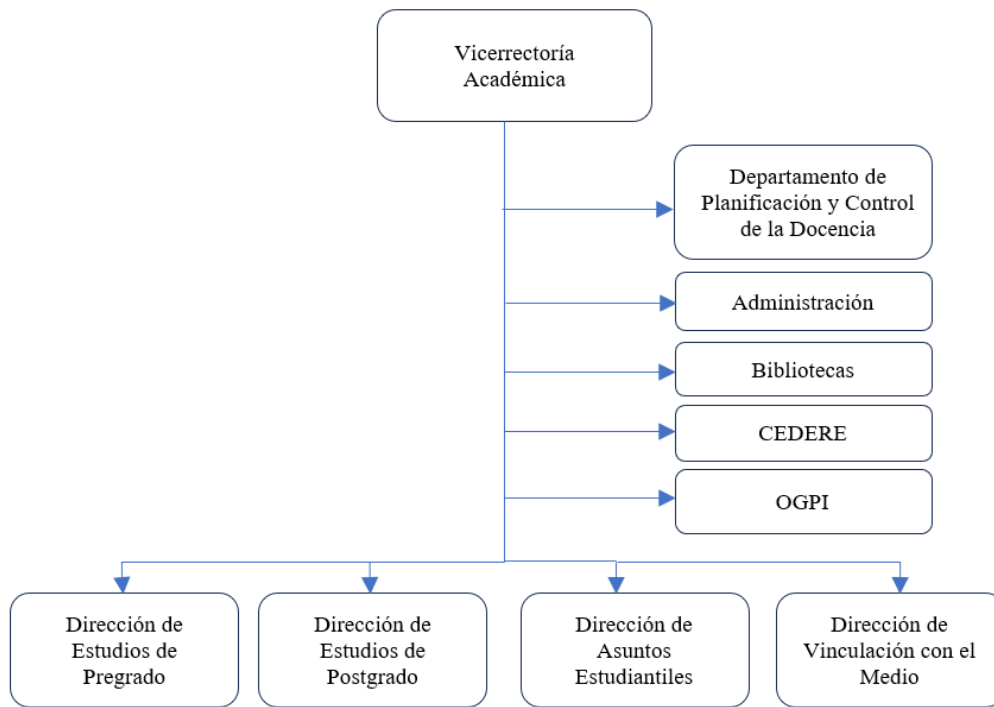 Vicerrectoría
Académica
Departamento de
Planificación y Control
de la Docencia
Administración
Bibliotecas
CEDERE
OGPI
Dirección de
Estudios de
Pregrado
Dirección de
Estudios de
Postgrado
Dirección de
Asuntos
Estudiantiles
Dirección de
Vinculación con el
Medio